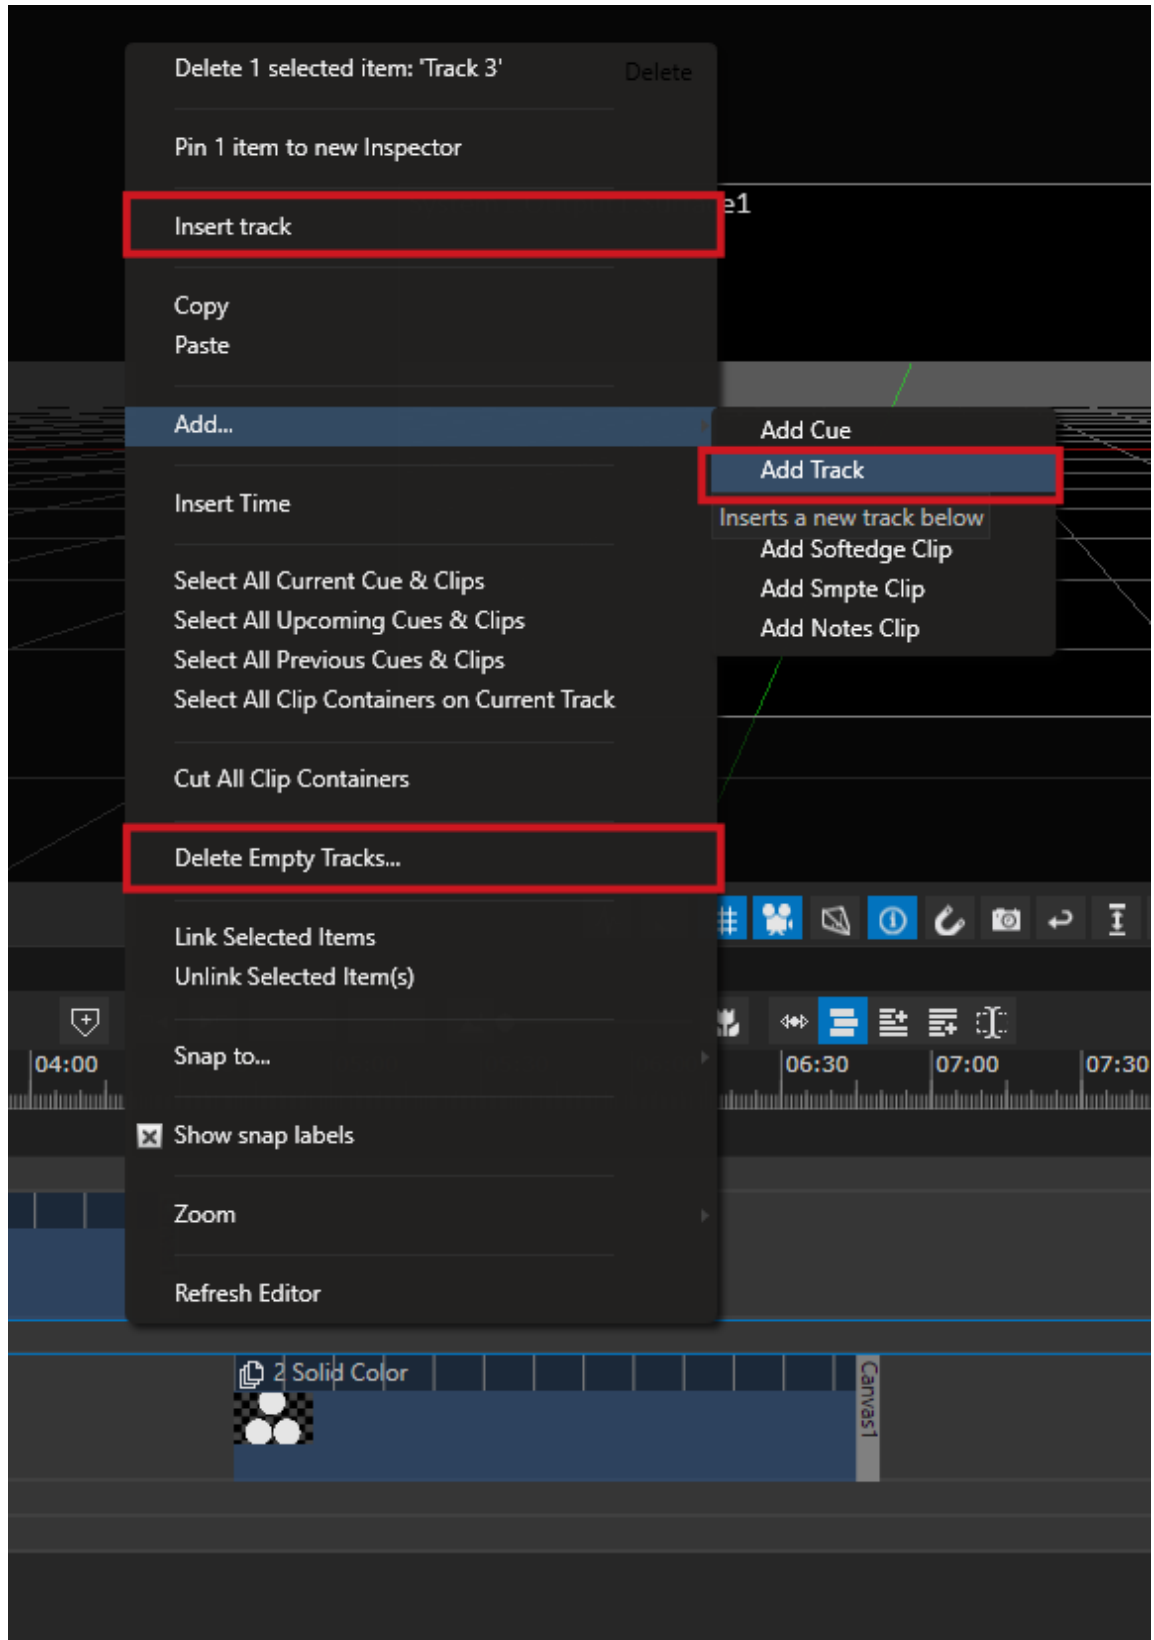 Delete 1 selected item: 'Track 3'
Delete
Pin 1 item to new Inspector
e1
Insert track
Copy
Paste
Add...
Add Cue
Add Track
Insert Time
Inserts a new track below
Add Softedge Clip
Select All Current Cue & Clips
Add Smpte Clip
Select All Upcoming Cues & Clips
Add Notes Clip
Select All Previous Cues & Clips
Select All Clip Containers on Current Track
Cut All Clip Containers
Delete Empty Tracks...
Link Selected Items
Unlink Selected Item(s)
Snap to...
04:00
06:30
07:00
07:30
Show snap labels
Zoom
Refresh Editor
2 Solid Color
Canvas1